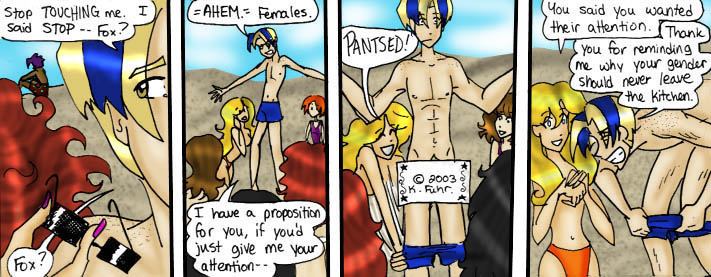 Stop TOUCHING me. I
said STOP -- Fox?
Fox?
=AHEM.= Females.
I have a proposition
for you, if you'd
just give me your
attention--
PANTSED!
© 2003
K. Fuhr.
You said you wanted
their attention.
Thank
you for reminding
me why your gender
should never leave
the kitchen.